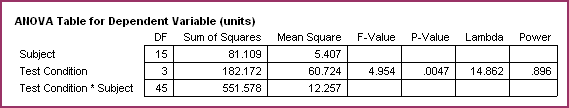 ANOVA Table for Dependent Variable (units)
DF Sum of Squares Mean Square F-Value P-Value Lambda Power
Subject 15 81.109 5.407
Test Condition 3 182.172 60.724 4.954 .0047 14.862 .896
Test Condition * Subject 45 551.578 12.257